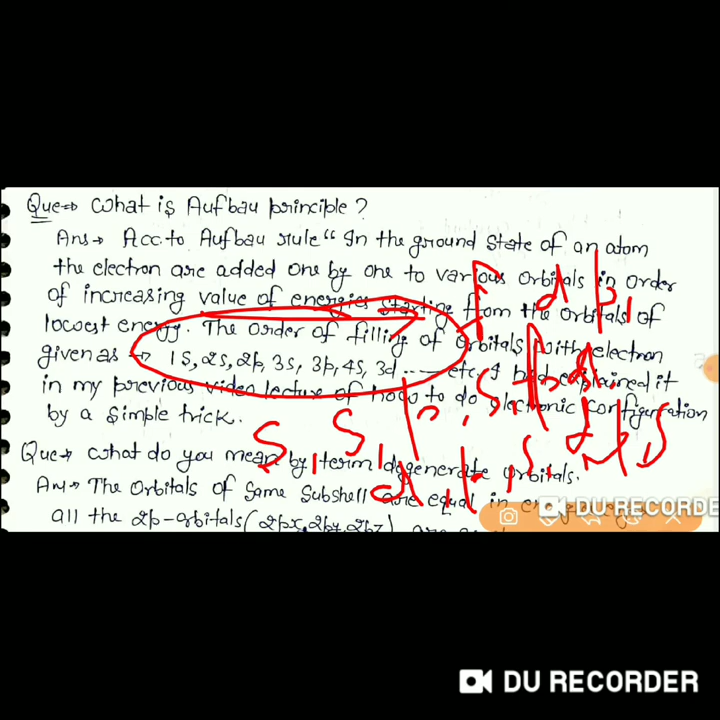 Que⇒ What is Aufbau principle?
Ans→ Acc. to Aufbau rule "In the ground state of an atom
the electron are added one by one to various orbitals in order
of increasing value of energies starting from the orbitals of
lowest energy. The order of filling of orbitals with electron
given as → 1s, 2s, 2p, 3s, 3p, 4s, 3d ...... etc. I had explained it
in my previous video lecture of how to do electronic configuration
by a simple trick.
Que→ What do you mean by term degenerate orbitals.
Ans→ The Orbitals of Same Subshell are equal in
all the 2p-orbitals (2px, 2py, 2pz) are
DU RECORDER
DU RECORDER